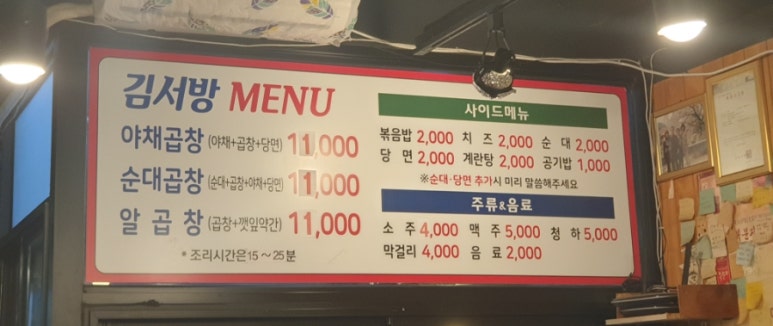 김서방 MENU
야채곱창 (야채+곱창+당면) 11,000
순대곱창 (순대+곱창+야채+당면) 11,000
알 곱 창 (곱창+깻잎약간) 11,000
* 조리시간은 15~25분
사이드메뉴
볶음밥 2,000 치 즈 2,000 순 대 2,000
당 면 2,000 계란탕 2,000 공기밥 1,000
※순대·당면 추가시 미리 말씀해주세요
주류&음료
소 주 4,000 맥 주 5,000 청 하 5,000
막걸리 4,000 음 료 2,000